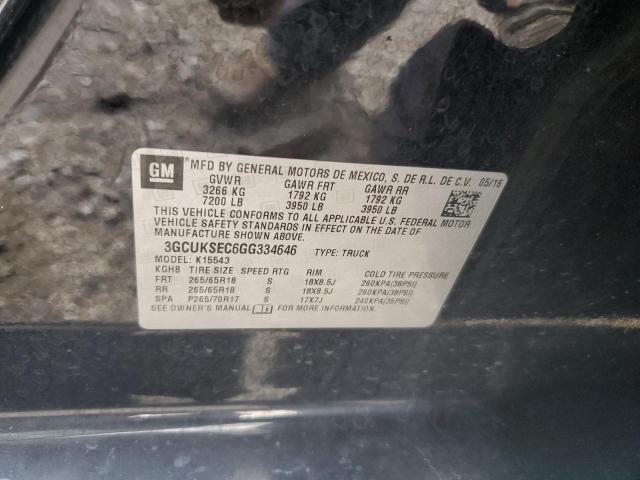 GM
MFD BY GENERAL MOTORS DE MEXICO, S. DE R.L. DE C.V. 05/16
GVWR GAWR FRT GAWR RR
3266 KG 1792 KG 1792 KG
7200 LB 3950 LB 3950 LB
THIS VEHICLE CONFORMS TO ALL APPLICABLE U.S. FEDERAL MOTOR
VEHICLE SAFETY STANDARDS IN EFFECT ON THE DATE OF
MANUFACTURE SHOWN ABOVE.
3GCUKSEC6GG334646 TYPE: TRUCK
MODEL: K15543
KGHB TIRE SIZE SPEED RTG RIM COLD TIRE PRESSURE
FRT 265/65R18 S 18X8.5J 260KPA(38PSI)
RR 265/65R18 S 18X8.5J 260KPA(38PSI)
SPA P265/70R17 S 17X7J 240KPA(35PSI)
SEE OWNER'S MANUAL FOR MORE INFORMATION.